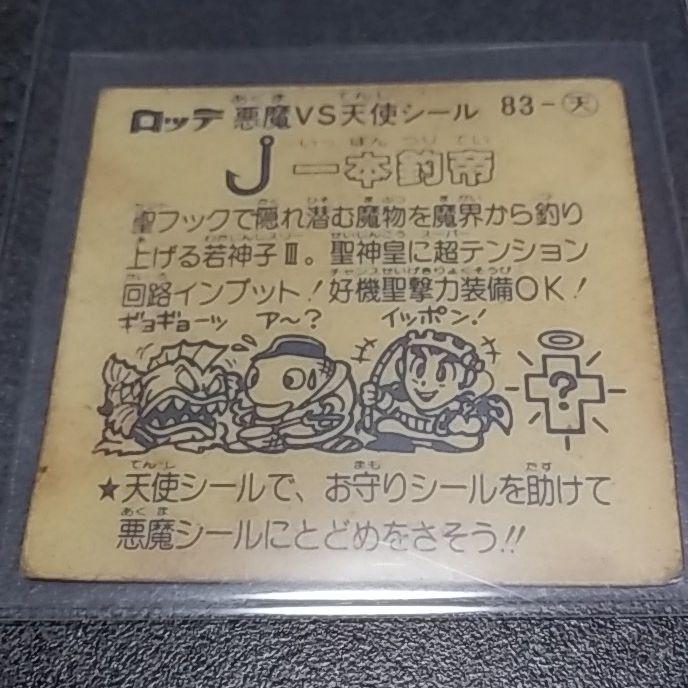 ロッテ 悪魔VS天使シール 83-天
一本釣帝
聖フックで隠れ潜む魔物を魔界から釣り
上げる若神子Ⅲ。聖神皇に超テンション
回路インプット！好機聖撃力装備OK！
ギョギョーッ ア〜？ イッポン！
?
★天使シールで、お守りシールを助けて
悪魔シールにとどめをさそう!!